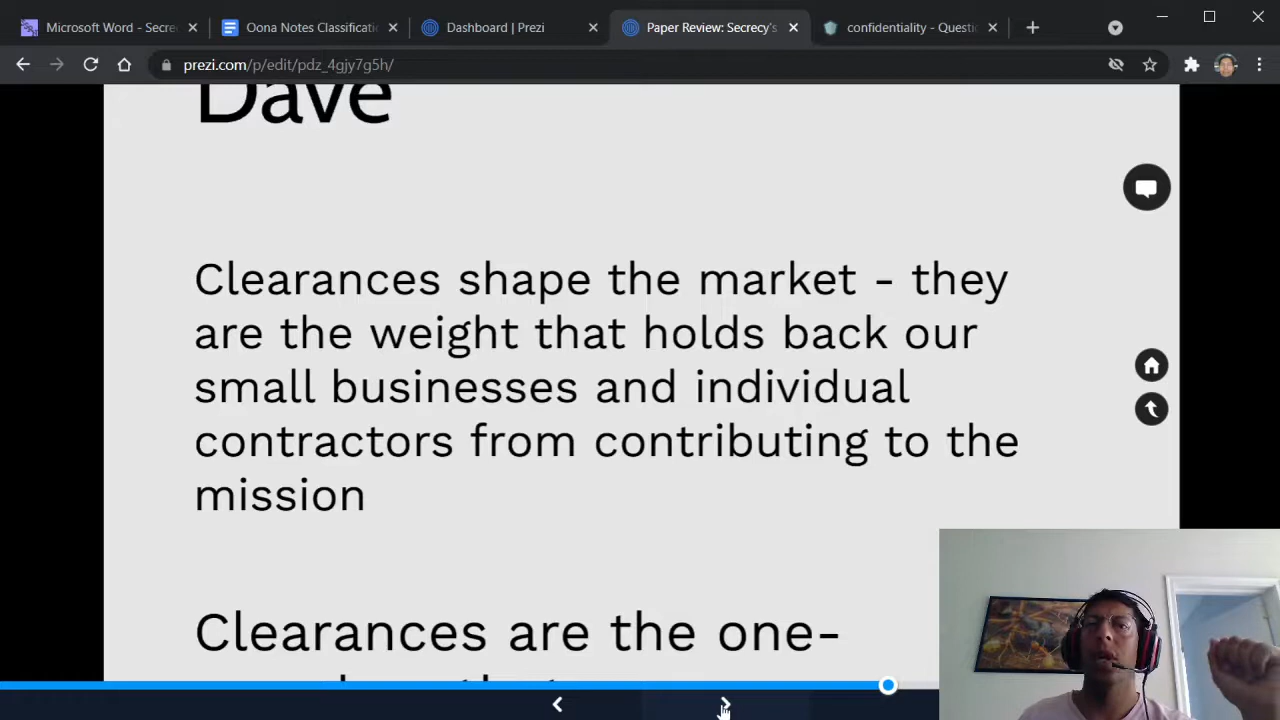 Microsoft Word - Secre
Oona Notes Classificati
Dashboard | Prezi
Paper Review: Secrecy's
confidentiality - Questi
prezi.com/p/edit/pdz_4gjy7g5h/
Dave
Clearances shape the market - they
are the weight that holds back our
small businesses and individual
contractors from contributing to the
mission
Clearances are the one-